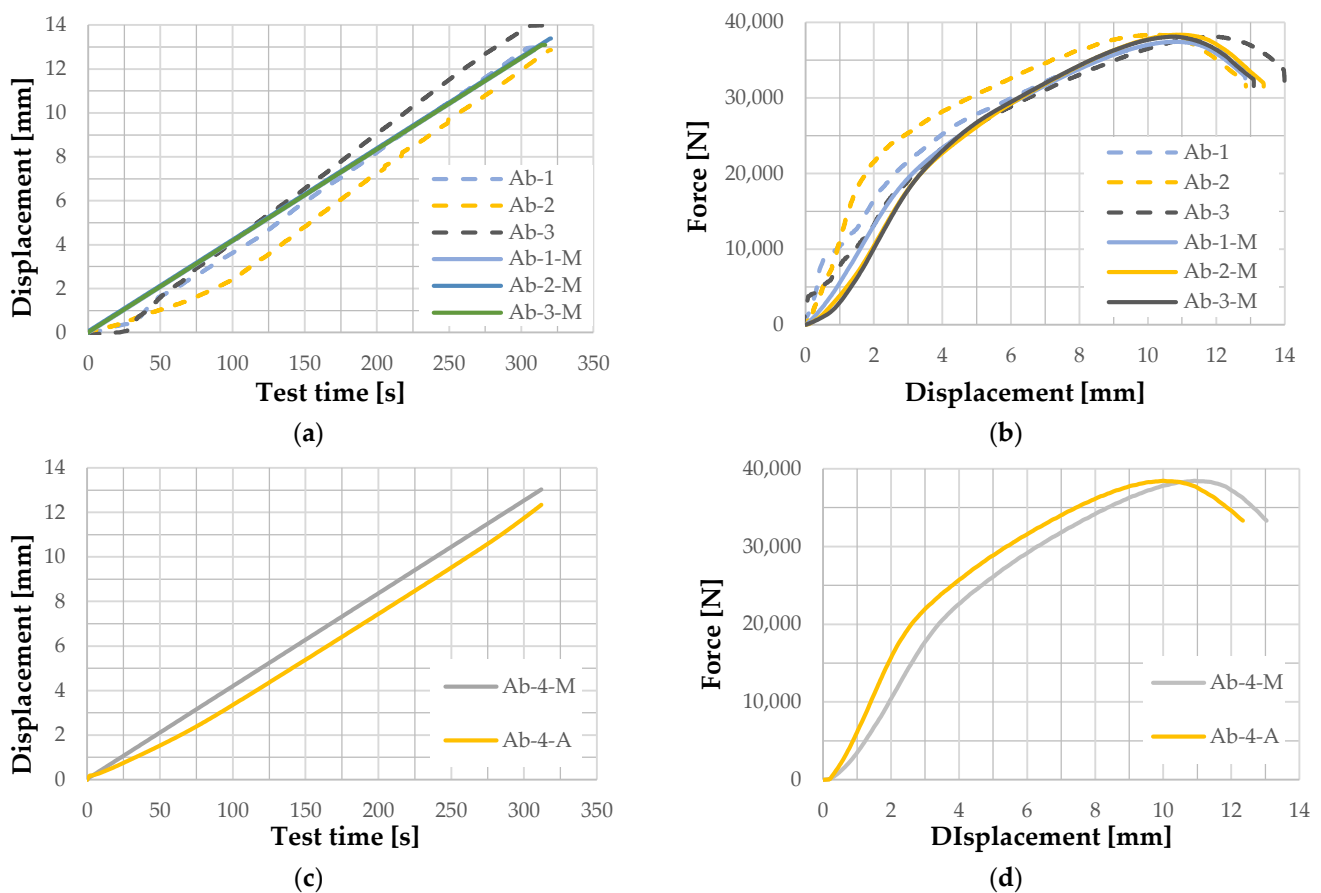 14
12
10
8
6
4
2
0
Displacement [mm]
Ab-1
Ab-2
Ab-3
Ab-1-M
Ab-2-M
Ab-3-M
0 50 100 150 200 250 300 350
Test time [s]
(a)
40,000
30,000
20,000
10,000
0
Force [N]
Ab-1
Ab-2
Ab-3
Ab-1-M
Ab-2-M
Ab-3-M
0 2 4 6 8 10 12 14
Displacement [mm]
(b)
14
12
10
8
6
4
2
0
Displacement [mm]
Ab-4-M
Ab-4-A
0 50 100 150 200 250 300 350
Test time [s]
(c)
40,000
30,000
20,000
10,000
0
Force [N]
Ab-4-M
Ab-4-A
0 2 4 6 8 10 12 14
DIsplacement [mm]
(d)